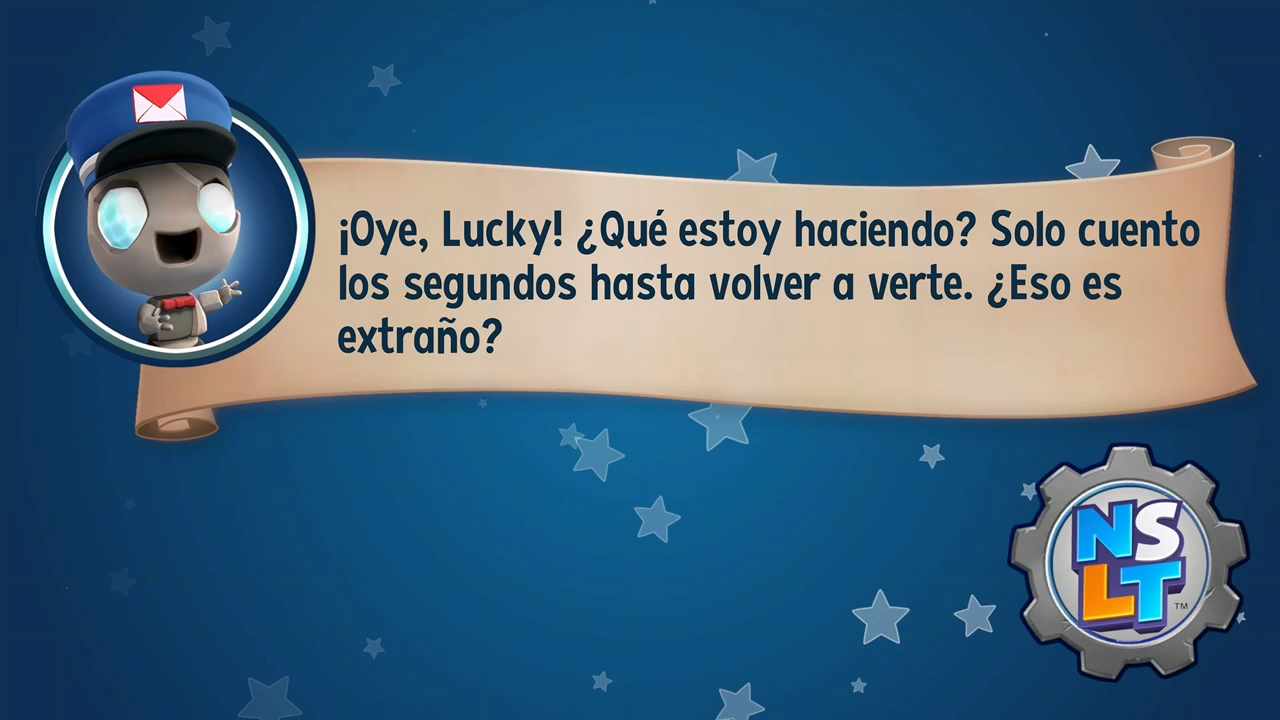 ¡Oye, Lucky! ¿Qué estoy haciendo? Solo cuento
los segundos hasta volver a verte. ¿Eso es
extraño?
NS
LT
TM